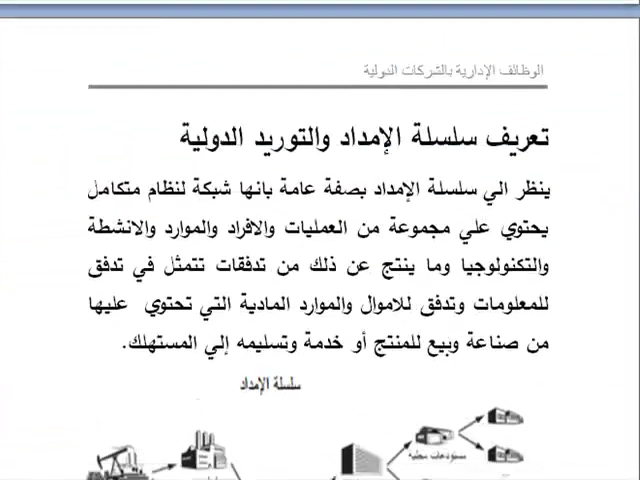 الوظائف الإدارية بالشركات الدولية
تعريف سلسلة الإمداد والتوريد الدولية
ينظر الي سلسلة الإمداد بصفة عامة بانها شبكة لنظام متكامل
يحتوي علي مجموعة من العمليات والافراد والموارد والانشطة
والتكنولوجيا وما ينتج عن ذلك من تدفقات تتمثل في تدفق
للمعلومات وتدفق للاموال والموارد المادية التي تحتوي عليها
من صناعة وبيع للمنتج أو خدمة وتسليمه إلي المستهلك.
سلسلة الإمداد
مستودعات محلية